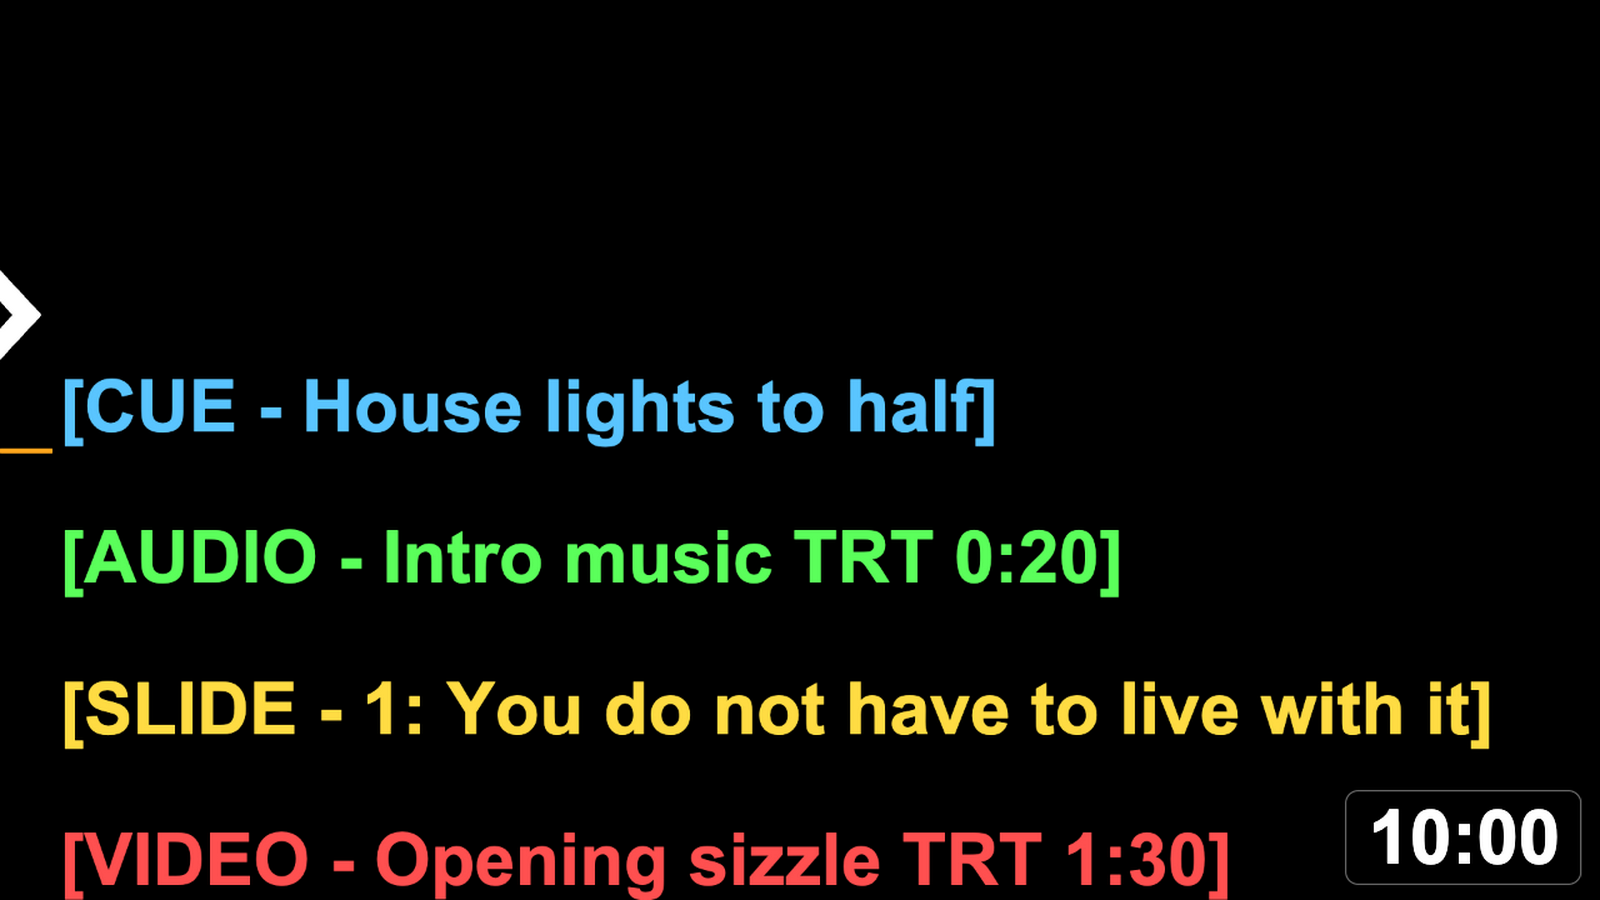 [CUE - House lights to half]
[AUDIO - Intro music TRT 0:20]
[SLIDE - 1: You do not have to live with it]
[VIDEO - Opening sizzle TRT 1:30]
10:00